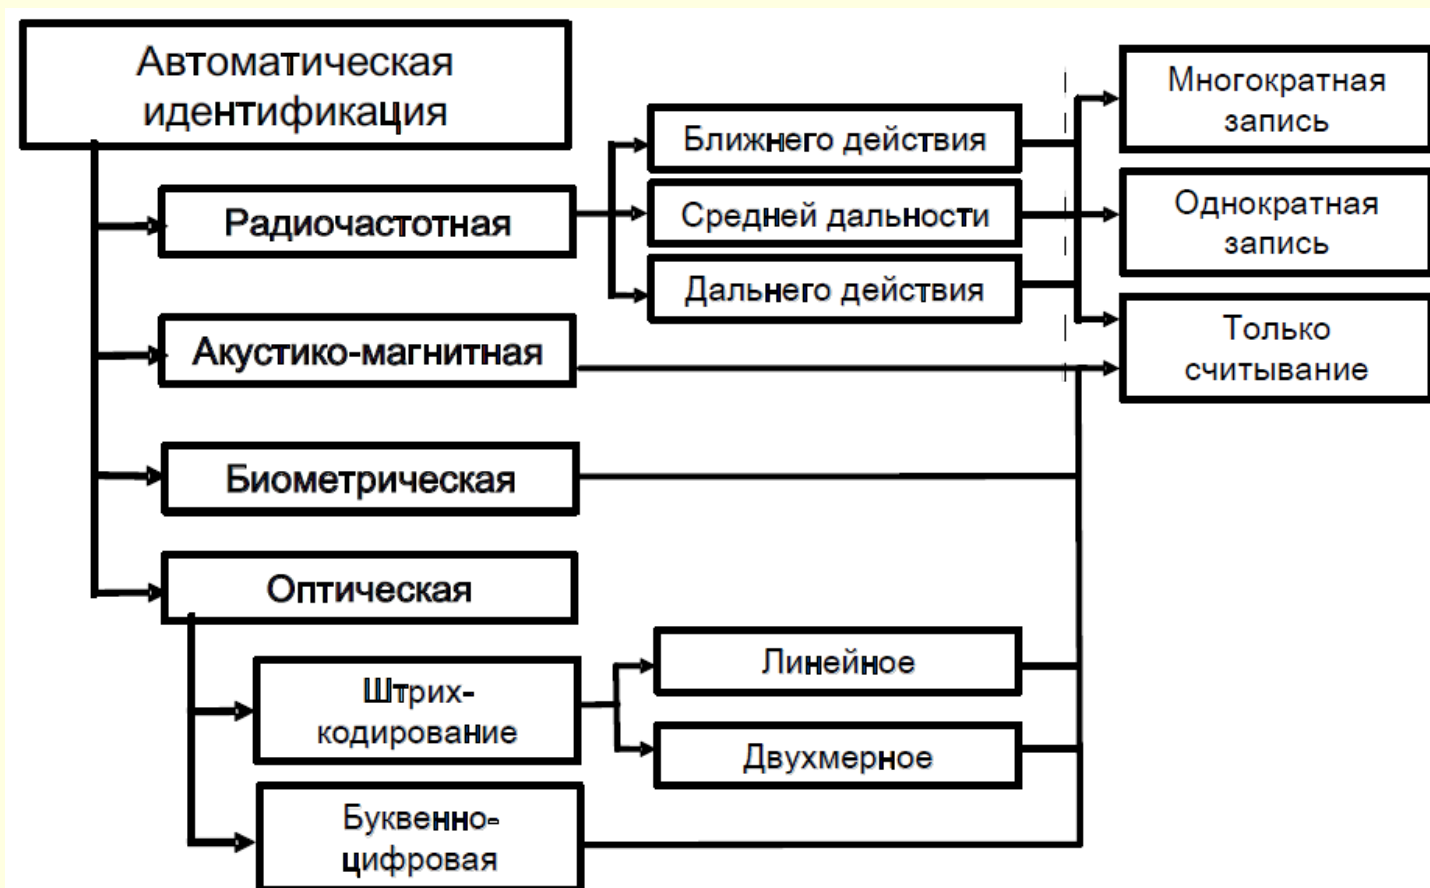 Автоматическая
идентификация
Радиочастотная
Ближнего действия
Средней дальности
Дальнего действия
Многократная
запись
Однократная
запись
Только
считывание
Акустико-магнитная
Биометрическая
Оптическая
Штрих-
кодирование
Линейное
Двухмерное
Буквенно-
цифровая